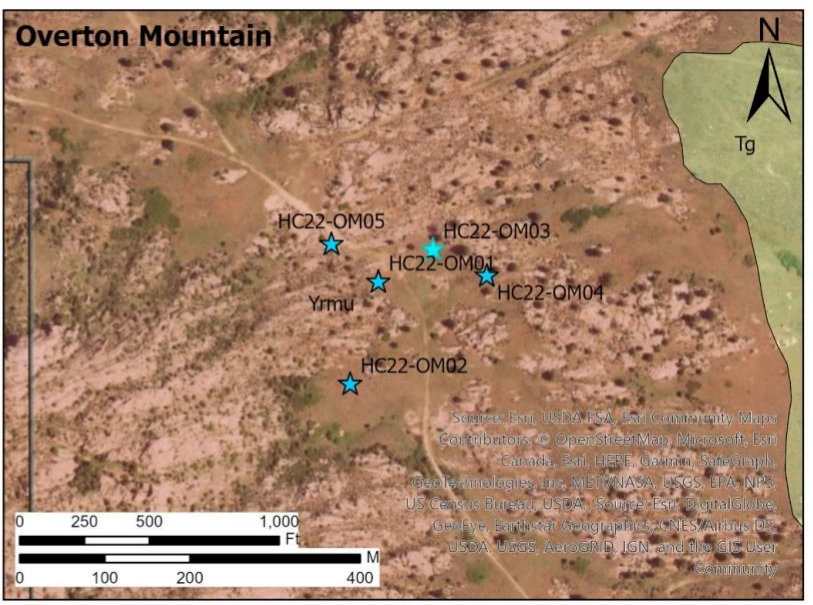 Overton Mountain
N
Tg
HC22-OM05
HC22-OM03
HC22-OM01
HC22-OM04
Yrmu
HC22-OM02
Source: Esri, USDA FSA, Esri Community Maps
Contributors, © OpenStreetMap, Microsoft, Esri
Canada, Esri, HERE, Garmin, SafeGraph,
GeoTechnologies, Inc, METI/NASA, USGS, EPA, NPS,
US Census Bureau, USDA, Source: Esri, DigitalGlobe,
GeoEye, Earthstar Geographics, CNES/Airbus DS,
USDA, USGS, AeroGRID, IGN, and the GIS User
Community
0 250 500 1,000
Ft
M
0 100 200 400